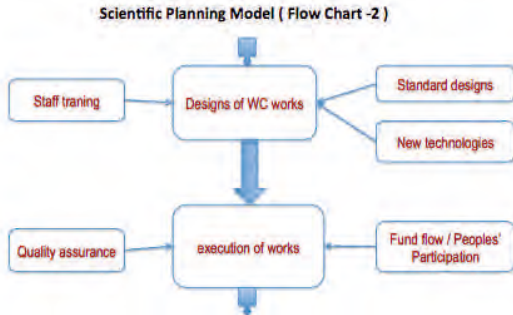 Scientific Planning Model ( Flow Chart -2 )
Staff traning
Designs of WC works
Standard designs
New technologies
Quality assurance
execution of works
Fund flow / Peoples'
Participation